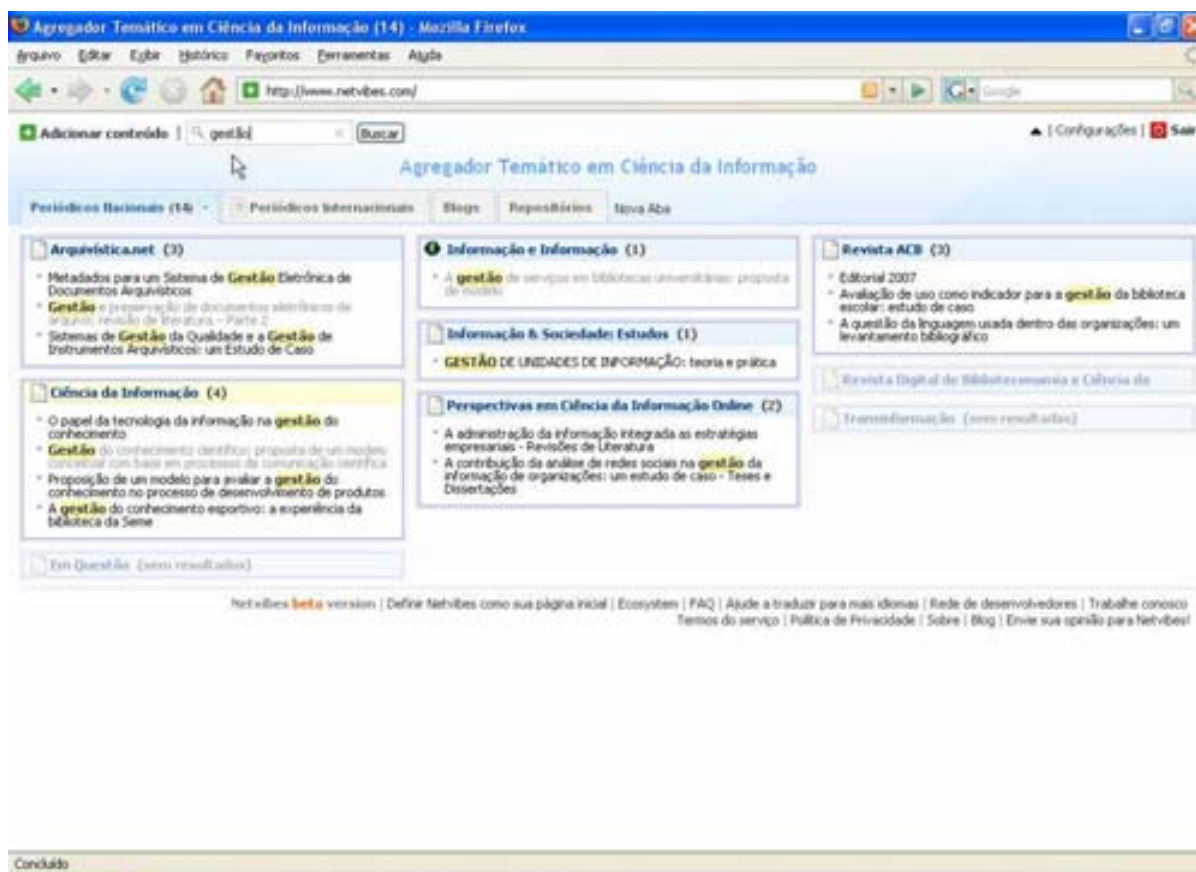 Agregador Temático em Ciência da Informação (14) - Mozilla Firefox
Arquivo Editar Exibir Histórico Favoritos Ferramentas Ajuda
http://www.netvibes.com/ Google
Adicionar conteúdo | gestão Buscar | Configurações | Sair
Agregador Temático em Ciência da Informação
Periódicos Nacionais (14) Periódicos Internacionais Blogs Repositórios Nova Aba
Arquivística.net (3)
Metadados para um Sistema de Gestão Eletrônica de
Documentos Arquivísticos
Gestão e preservação de documentos eletrônicos de
arquivo: revisão de literatura - Parte 2
Sistemas de Gestão da Qualidade e a Gestão de
Instrumentos Arquivísticos: um Estudo de Caso
Ciência da Informação (4)
O papel da tecnologia da informação na gestão do
conhecimento
Gestão do conhecimento científico: proposta de um modelo
conceitual com base em processos de comunicação científica
Proposição de um modelo para avaliar a gestão do
conhecimento no processo de desenvolvimento de produtos
A gestão do conhecimento esportivo: a experiência da
biblioteca da Seme
Em Questão (sem resultados)
Informação e Informação (1)
A gestão de serviços em bibliotecas universitárias: proposta
de modelo
Informação & Sociedade: Estudos (1)
GESTÃO DE UNIDADES DE INFORMAÇÃO: teoria e prática
Perspectivas em Ciência da Informação Online (2)
A administração da informação integrada as estratégias
empresariais - Revisões de Literatura
A contribuição da análise de redes sociais na gestão da
informação de organizações: um estudo de caso - Teses e
Dissertações
Revista ACB (3)
Editorial 2007
Avaliação de uso como indicador para a gestão da biblioteca
escolar: estudo de caso
A questão da linguagem usada dentro das organizações: um
levantamento bibliográfico
Revista Digital de Biblioteconomia e Ciência da
Transinformação (sem resultados)
Netvibes beta version | Definir Netvibes como sua página inicial | Ecosystem | FAQ | Ajude a traduzir para mais idiomas | Rede de desenvolvedores | Trabalhe conosco
Termos do serviço | Política de Privacidade | Sobre | Blog | Envie sua opinião para Netvibes!
Concluído